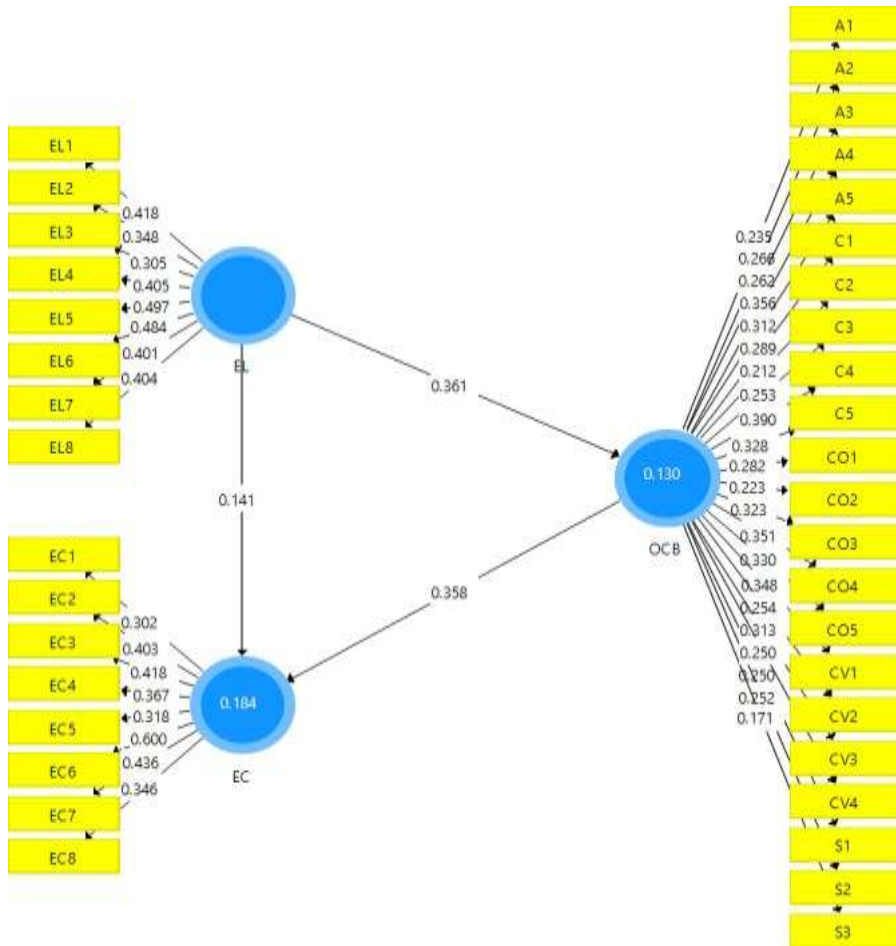 EL1
EL2
EL3
EL4
EL5
EL6
EL7
EL8
0.418
0.348
0.305
0.405
0.497
0.484
0.401
0.404
EL
0.361
0.141
0.358
EC1
EC2
EC3
EC4
EC5
EC6
EC7
EC8
0.302
0.403
0.418
0.367
0.318
0.600
0.436
0.346
0.184
EC
0.130
OCB
0.235
0.266
0.262
0.356
0.312
0.289
0.212
0.253
0.390
0.328
0.282
0.223
0.323
0.351
0.330
0.348
0.254
0.313
0.250
0.250
0.252
0.171
A1
A2
A3
A4
A5
C1
C2
C3
C4
C5
CO1
CO2
CO3
CO4
CO5
CV1
CV2
CV3
CV4
S1
S2
S3